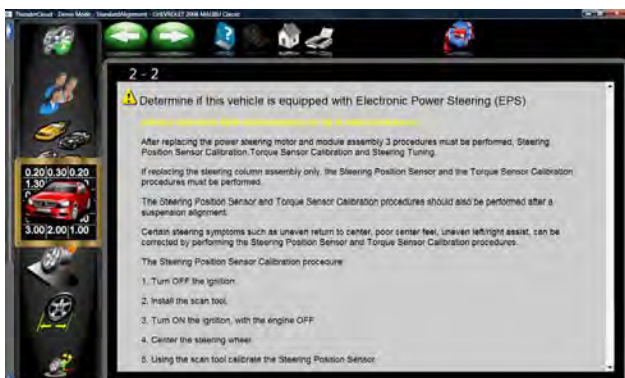 ThunderCloud - Demo Mode - StandardAlignment - CHEVROLET 2006 MALIBU Classic
2 - 2
Determine if this vehicle is equipped with Electronic Power Steering (EPS)
After replacing the power steering motor and module assembly 3 procedures must be performed, Steering
Position Sensor Calibration,Torque Sensor Calibration and Steering Tuning.
If replacing the steering column assembly only, the Steering Position Sensor and the Torque Sensor Calibration
procedures must be performed.
The Steering Position Sensor and Torque Sensor Calibration procedures should also be performed after a
suspension alignment.
Certain steering symptoms such as uneven return to center, poor center feel, uneven left/right assist, can be
corrected by performing the Steering Position Sensor and Torque Sensor Calibration procedures.
The Steering Position Sensor Calibration procedure
1. Turn OFF the ignition
2. Install the scan tool,
3. Turn ON the ignition, with the engine OFF
4. Center the steering wheel
5. Using the scan tool calibrate the Steering Position Sensor
0.20 0.30 0.20
1.30
3.00 2.00 1.00